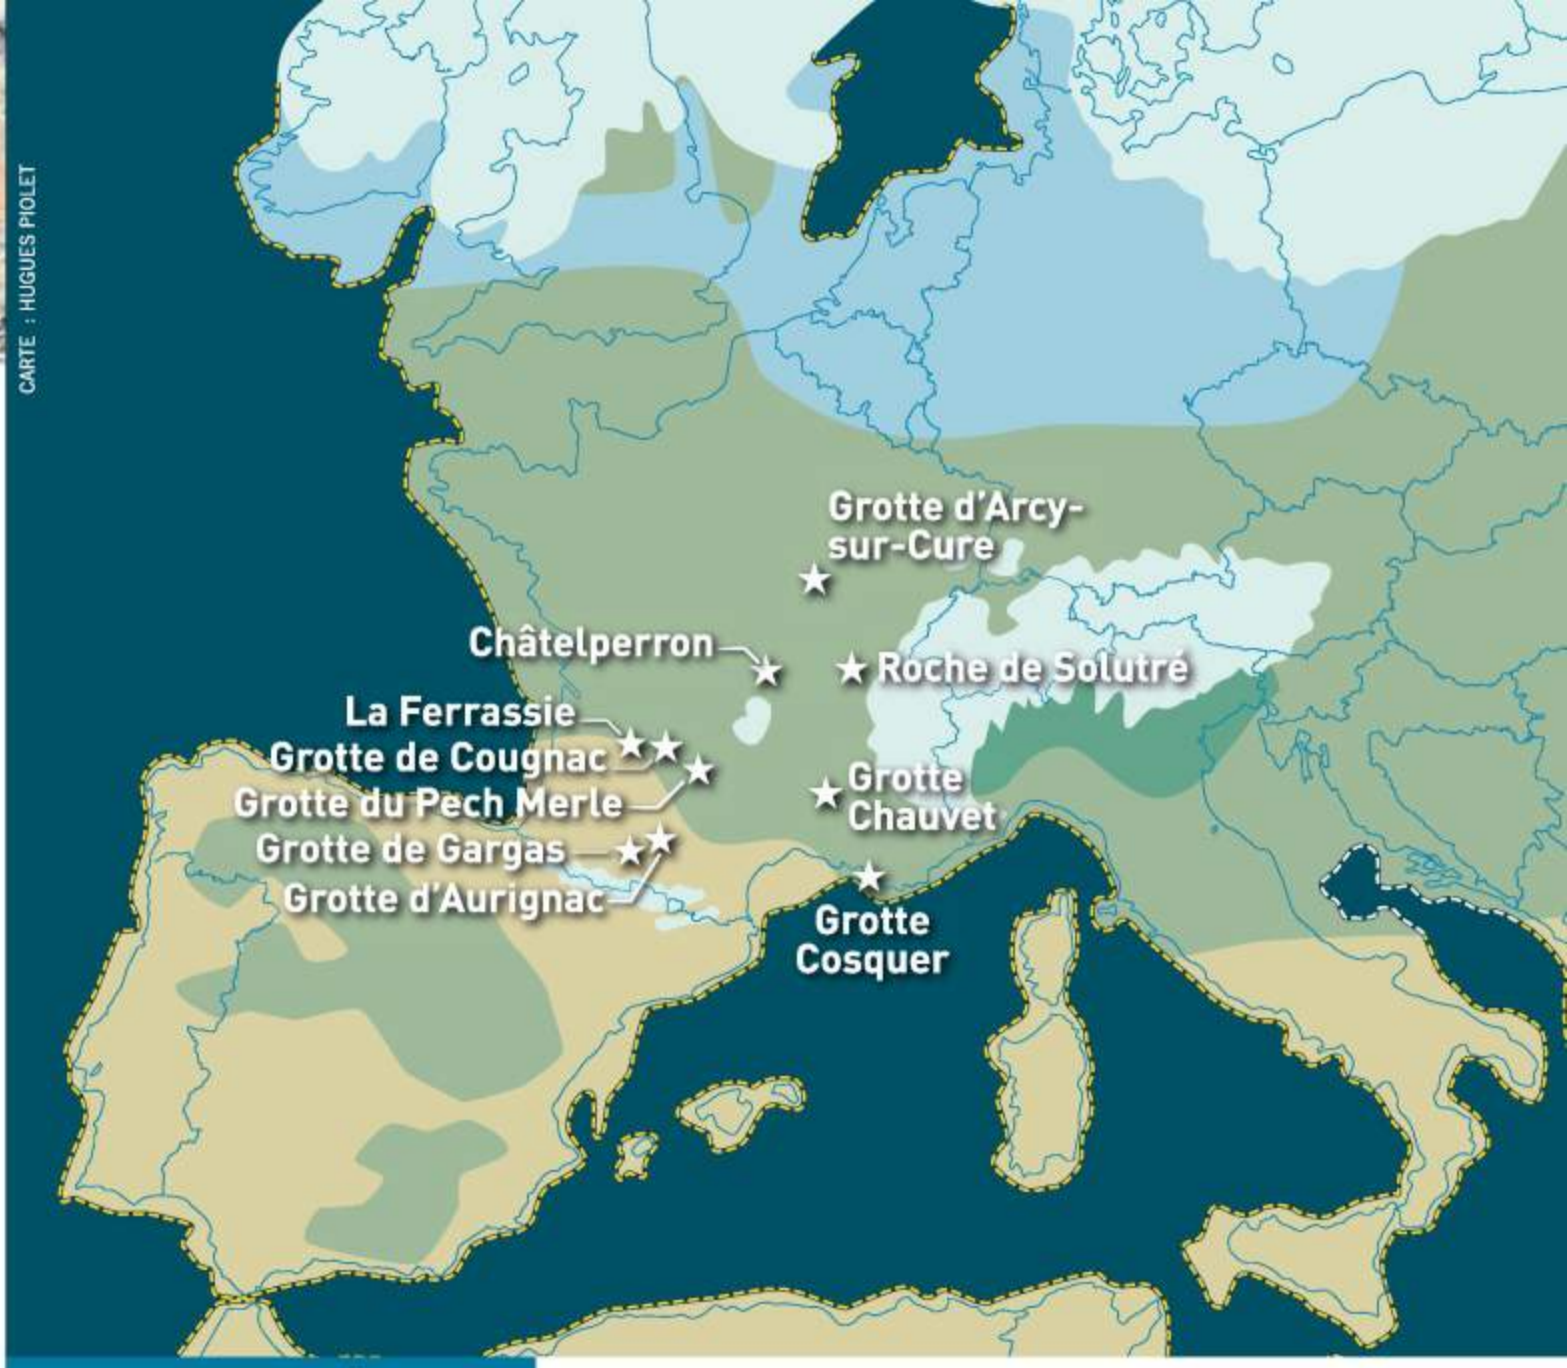 CARTE : HUGUES PIOLET
Grotte d'Arcy-
sur-Cure
Châtelperron
Roche de Solutré
La Ferrassie
Grotte de Cougnac
Grotte du Pech Merle
Grotte
Chauvet
Grotte de Gargas
Grotte d'Aurignac
Grotte
Cosquer